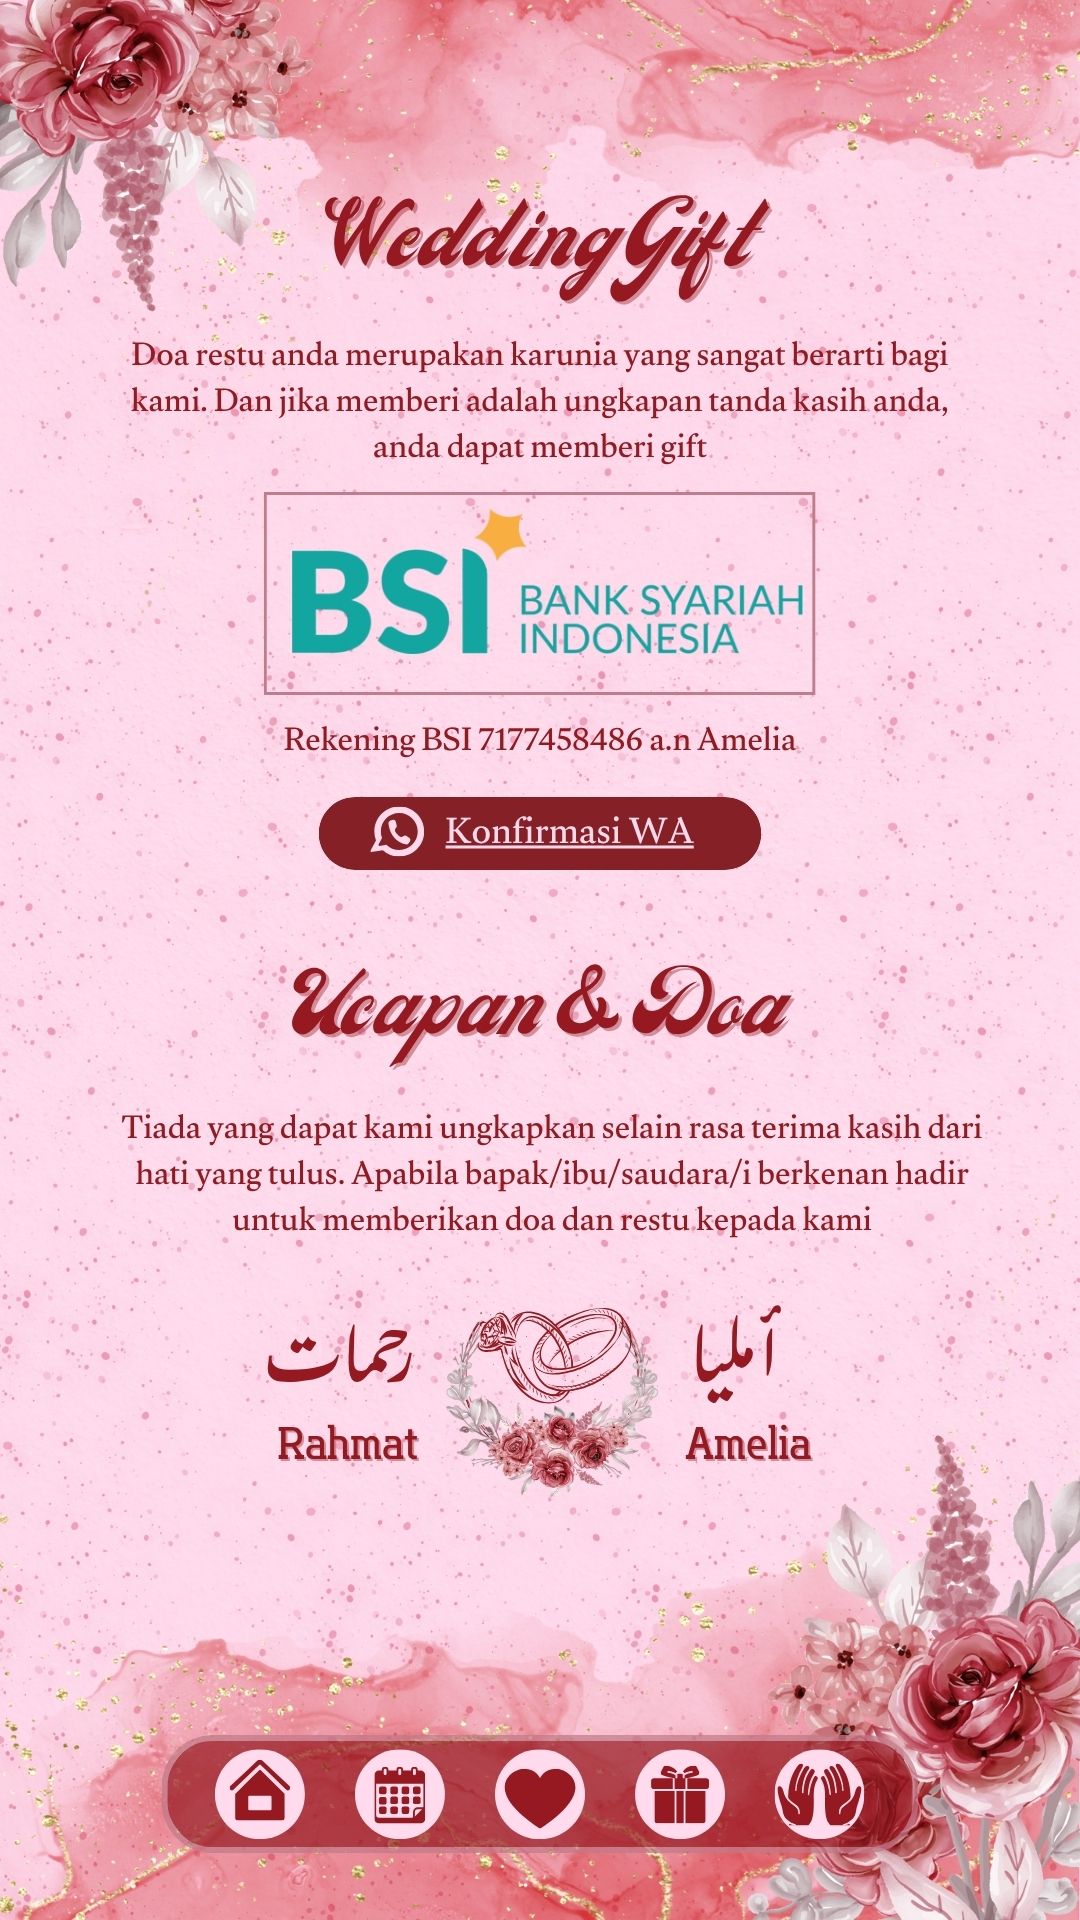 Wedding Gift
Doa restu anda merupakan karunia yang sangat berarti bagi
kami. Dan jika memberi adalah ungkapan tanda kasih anda,
anda dapat memberi gift
BSI BANK SYARIAH
INDONESIA
Rekening BSI 7177458486 a.n Amelia
Konfirmasi WA
Ucapan & Doa
Tiada yang dapat kami ungkapkan selain rasa terima kasih dari
hati yang tulus. Apabila bapak/ibu/saudara/i berkenan hadir
untuk memberikan doa dan restu kepada kami
رحمات
أمليا
Rahmat
Amelia